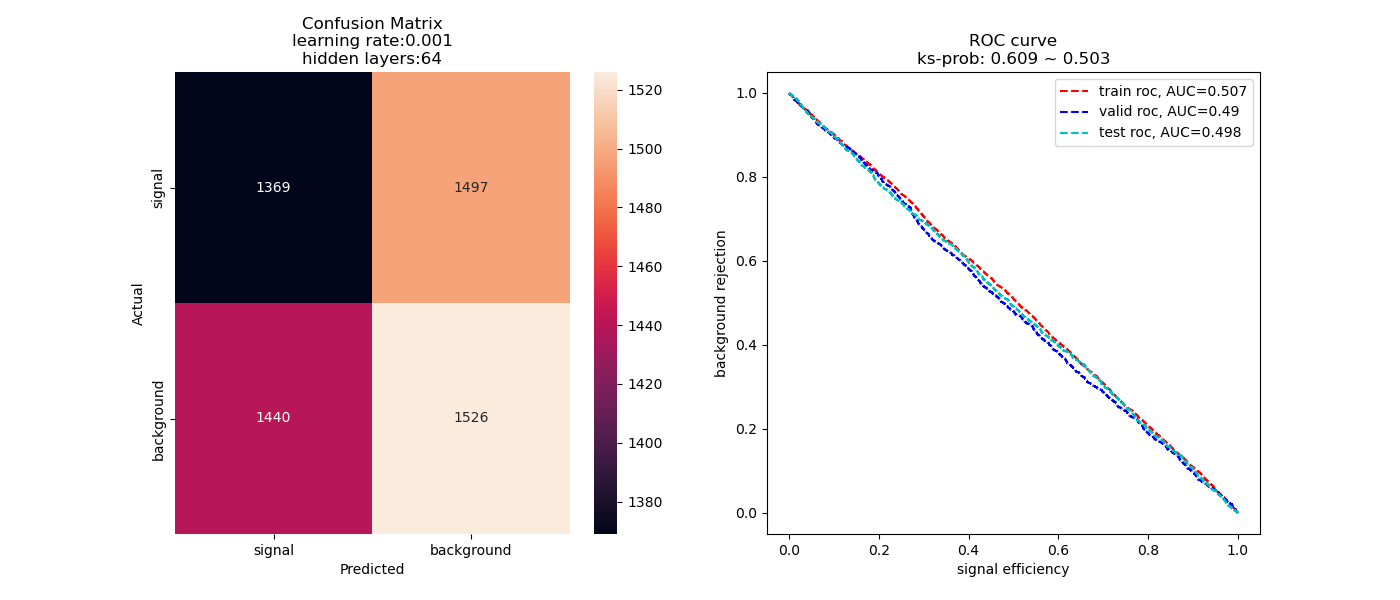 Confusion Matrix
learning rate:0.001
hidden layers:64
signal
background
Actual
1369
1497
1440
1526
signal
background
Predicted
1520
1500
1480
1460
1440
1420
1400
1380
ROC curve
ks-prob: 0.609 ~ 0.503
train roc, AUC=0.507
valid roc, AUC=0.49
test roc, AUC=0.498
1.0
0.8
0.6
0.4
0.2
0.0
background rejection
0.0
0.2
0.4
0.6
0.8
1.0
signal efficiency